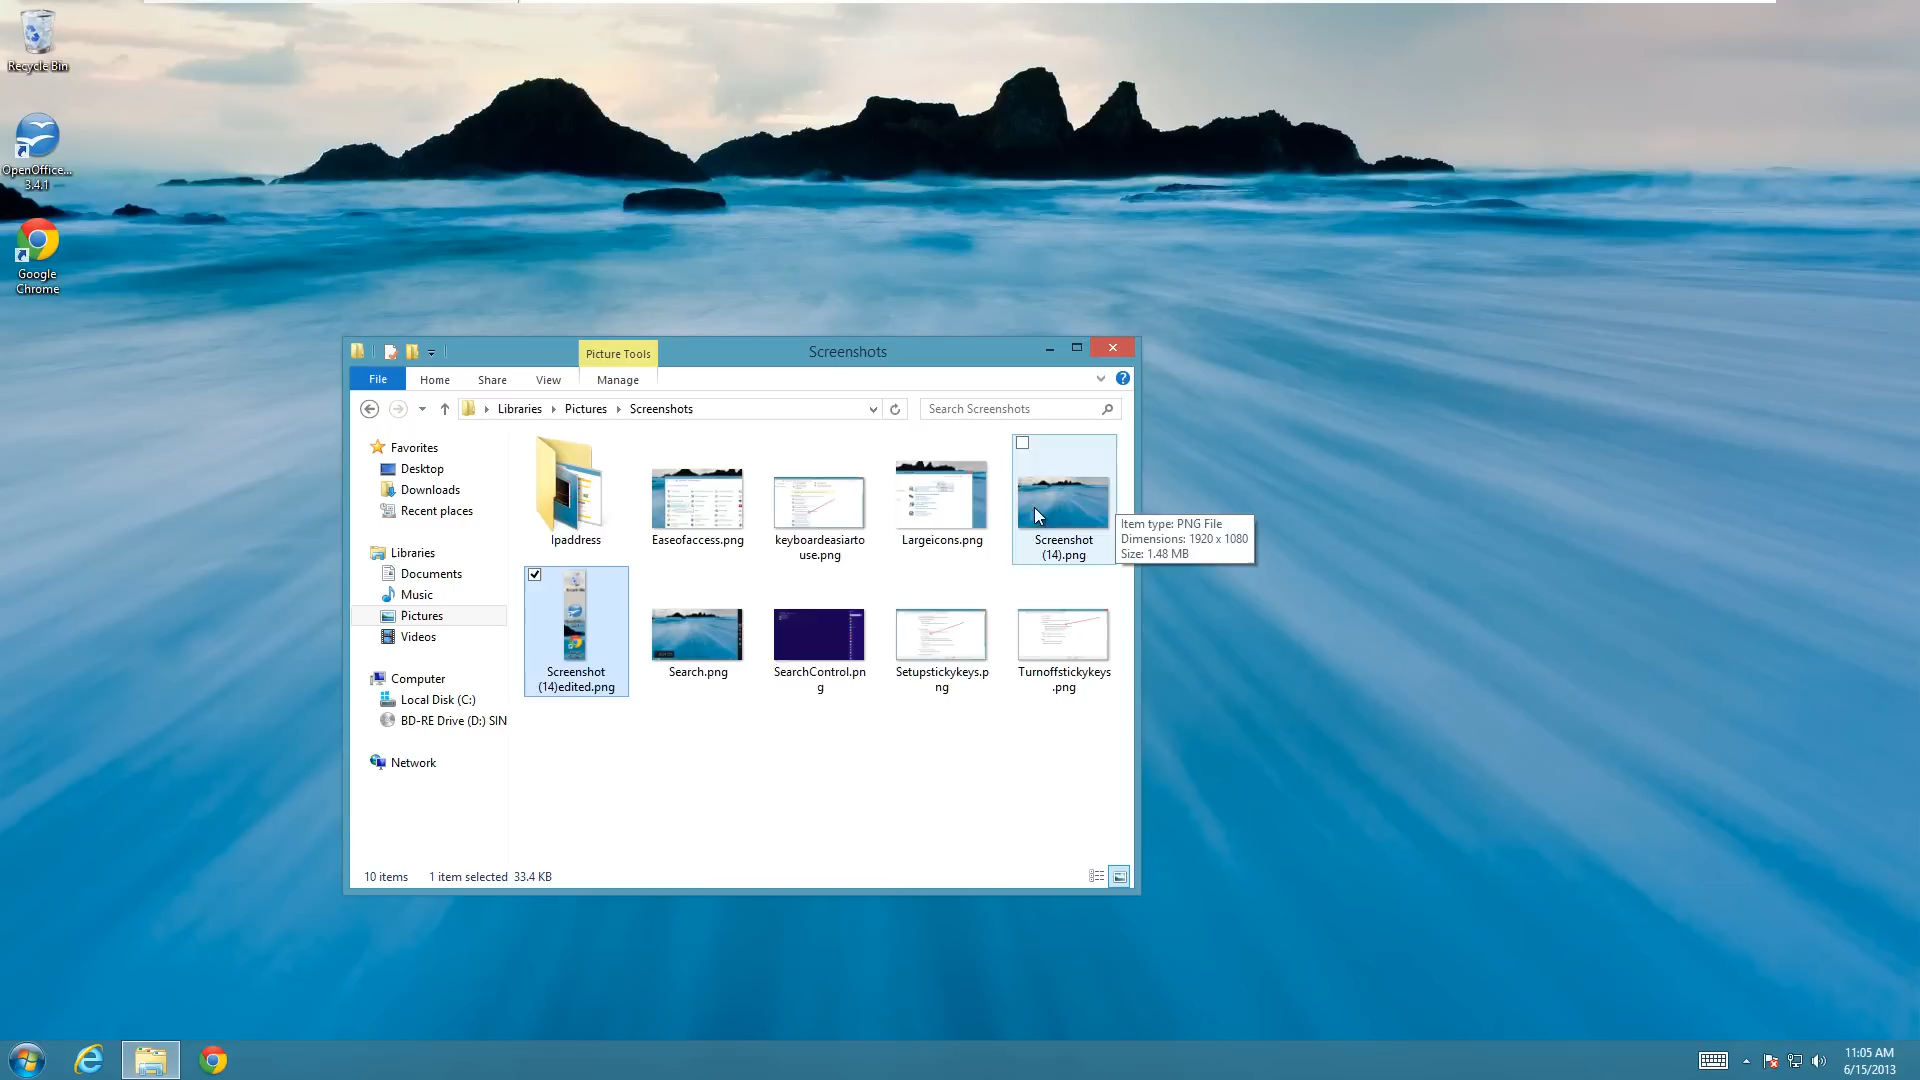 Recycle Bin
OpenOffice...
3.4.1
Google
Chrome
Picture Tools
Screenshots
File
Home
Share
View
Manage
Libraries
Pictures
Screenshots
Search Screenshots
Favorites
Desktop
Downloads
Recent places
Libraries
Documents
Music
Pictures
Videos
Computer
Local Disk (C:)
BD-RE Drive (D:) SIN
Network
Ipaddress
Easeofaccess.png
keyboardeasiarto
use.png
Largeicons.png
Screenshot
(14).png
Item type: PNG File
Dimensions: 1920 x 1080
Size: 1.48 MB
Screenshot
(14)edited.png
Search.png
SearchControl.pn
g
Setupstickykeys.p
ng
Turnoffstickykeys
.png
10 items
1 item selected 33.4 KB
11:05 AM
6/15/2013